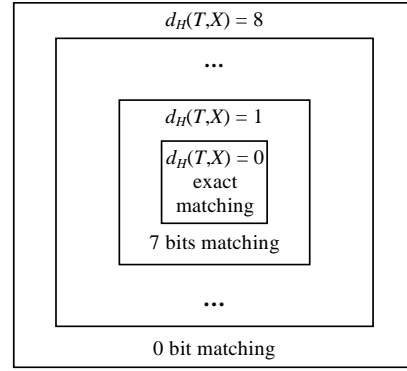 d_H(T,X) = 8
...
d_H(T,X) = 1
d_H(T,X) = 0
exact
matching
7 bits matching
...
0 bit matching